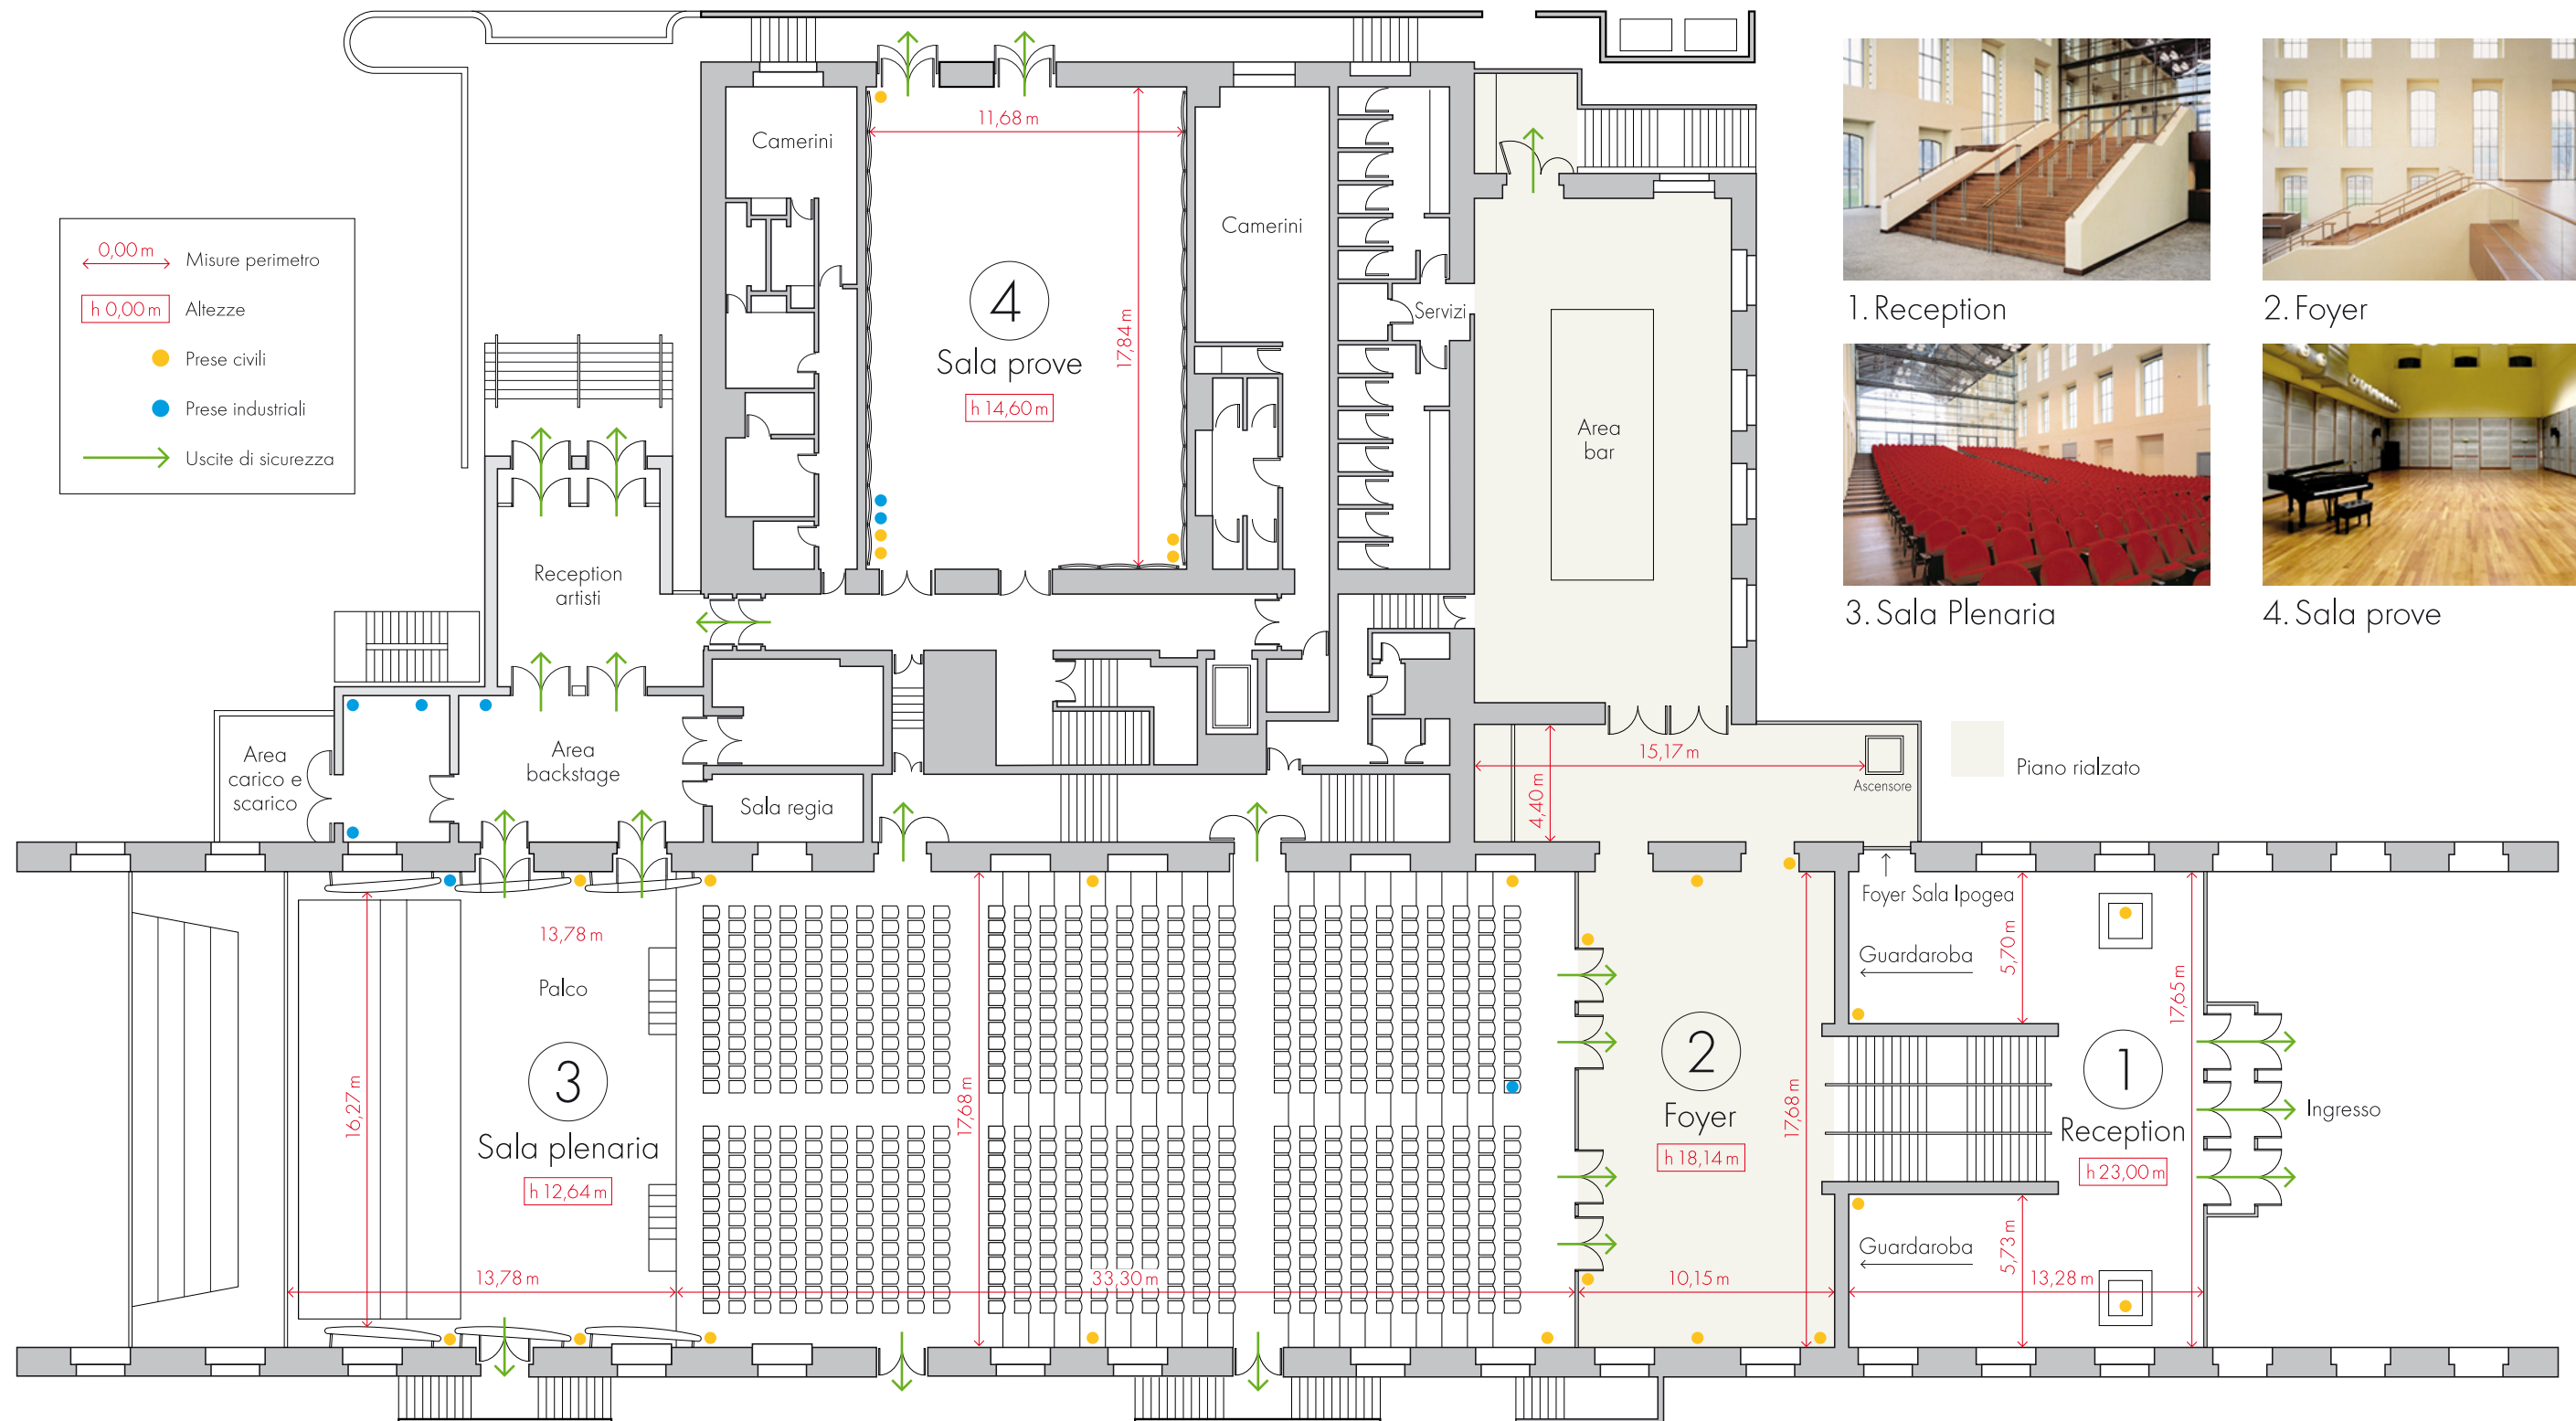 0,00 m
Misure perimetro
h 0,00 m
Altezze
Prese civili
Prese industriali
Uscite di sicurezza
Camerini
11,68 m
4
Sala prove
h 14,60 m
17,84 m
Camerini
Servizi
Area
bar
1. Reception
2. Foyer
3. Sala Plenaria
4. Sala prove
Reception
artisti
Area
carico e
scarico
Area
backstage
Sala regia
15,17 m
4,40 m
Ascensore
Piano rialzato
13,78 m
Palco
3
Sala plenaria
h 12,64 m
16,27 m
13,78 m
17,68 m
33,30 m
2
Foyer
h 18,14 m
17,68 m
10,15 m
Foyer Sala Ipogea
Guardaroba
5,70 m
17,65 m
1
Reception
h 23,00 m
Ingresso
Guardaroba
5,73 m
13,28 m